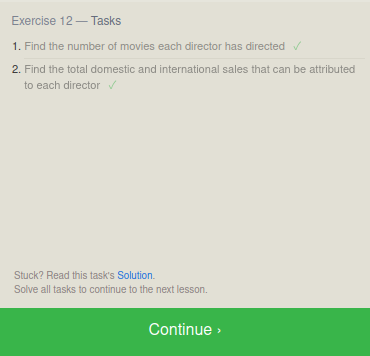 Exercise 12 — Tasks
1. Find the number of movies each director has directed ✓
2. Find the total domestic and international sales that can be attributed
to each director ✓
Stuck? Read this task's Solution.
Solve all tasks to continue to the next lesson.
Continue ›